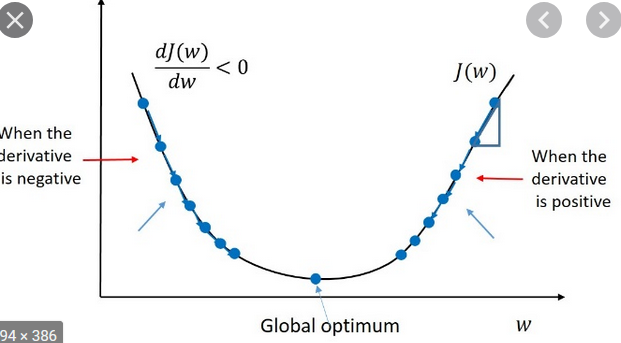 dJ(w)
dw
< 0
J(w)
When the
derivative
is negative
When the
derivative
is positive
Global optimum
w
94 × 386